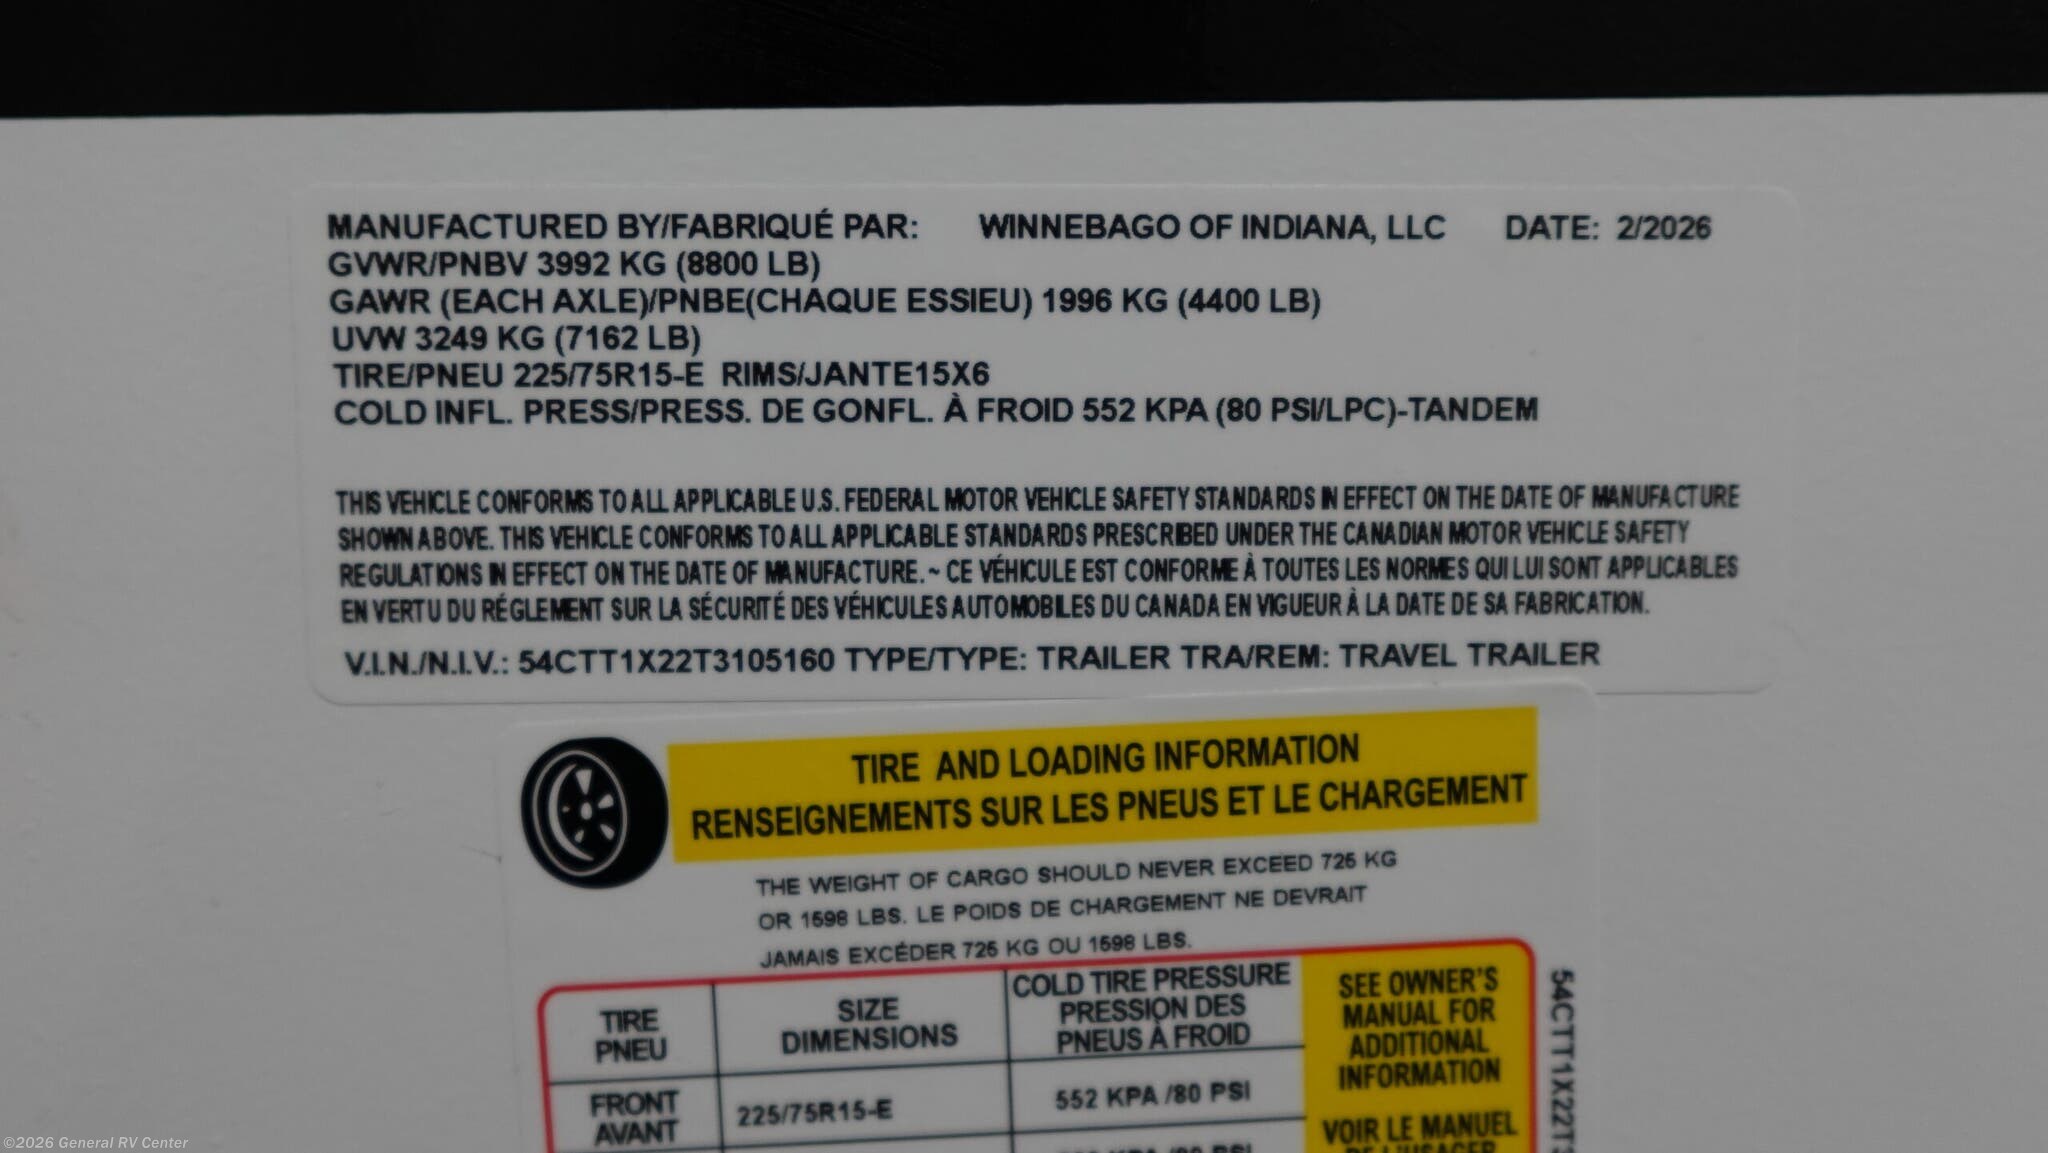 MANUFACTURED BY/FABRIQUÉ PAR: WINNEBAGO OF INDIANA, LLC DATE: 2/2026
GVWR/PNBV 3992 KG (8800 LB)
GAWR (EACH AXLE)/PNBE(CHAQUE ESSIEU) 1996 KG (4400 LB)
UVW 3249 KG (7162 LB)
TIRE/PNEU 225/75R15-E RIMS/JANTE15X6
COLD INFL. PRESS/PRESS. DE GONFL. À FROID 552 KPA (80 PSI/LPC)-TANDEM
THIS VEHICLE CONFORMS TO ALL APPLICABLE U.S. FEDERAL MOTOR VEHICLE SAFETY STANDARDS IN EFFECT ON THE DATE OF MANUFACTURE
SHOWN ABOVE. THIS VEHICLE CONFORMS TO ALL APPLICABLE STANDARDS PRESCRIBED UNDER THE CANADIAN MOTOR VEHICLE SAFETY
REGULATIONS IN EFFECT ON THE DATE OF MANUFACTURE. ~ CE VÉHICULE EST CONFORME À TOUTES LES NORMES QUI LUI SONT APPLICABLES
EN VERTU DU RÉGLEMENT SUR LA SÉCURITÉ DES VÉHICULES AUTOMOBILES DU CANADA EN VIGUEUR À LA DATE DE SA FABRICATION.
V.I.N./N.I.V.: 54CTT1X22T3105160 TYPE/TYPE: TRAILER TRA/REM: TRAVEL TRAILER
TIRE AND LOADING INFORMATION
RENSEIGNEMENTS SUR LES PNEUS ET LE CHARGEMENT
THE WEIGHT OF CARGO SHOULD NEVER EXCEED 725 KG
OR 1598 LBS. LE POIDS DE CHARGEMENT NE DEVRAIT
JAMAIS EXCÉDER 725 KG OU 1598 LBS.
TIRE
PNEU
SIZE
DIMENSIONS
COLD TIRE PRESSURE
PRESSION DES
PNEUS À FROID
SEE OWNER'S
MANUAL FOR
ADDITIONAL
INFORMATION
FRONT
AVANT
225/75R15-E
552 KPA /80 PSI
VOIR LE MANUEL
DE L'USAGER
54CTT1X22T3
©2026 General RV Center